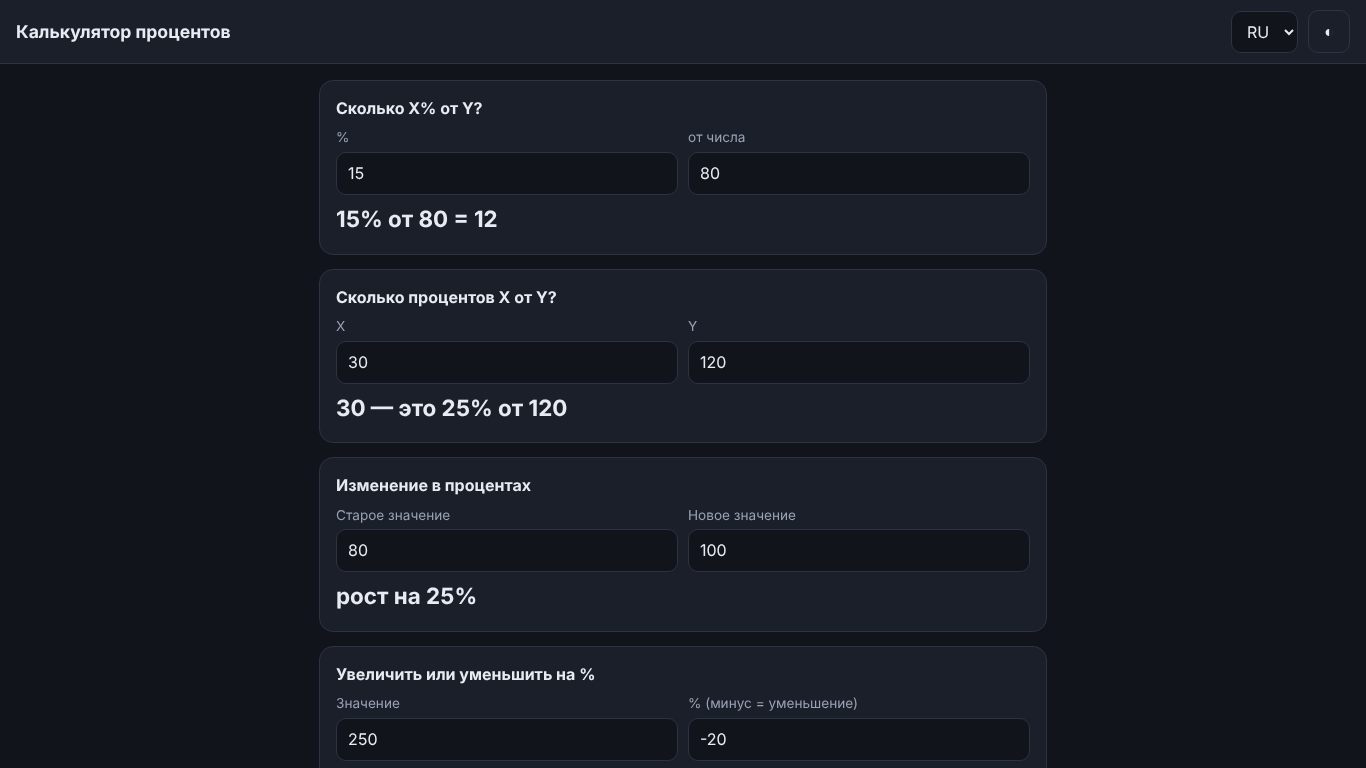 Калькулятор процентов
RU
Сколько X% от Y?
% от числа
15 80
15% от 80 = 12
Сколько процентов X от Y?
X Y
30 120
30 — это 25% от 120
Изменение в процентах
Старое значение Новое значение
80 100
рост на 25%
Увеличить или уменьшить на %
Значение % (минус = уменьшение)
250 -20